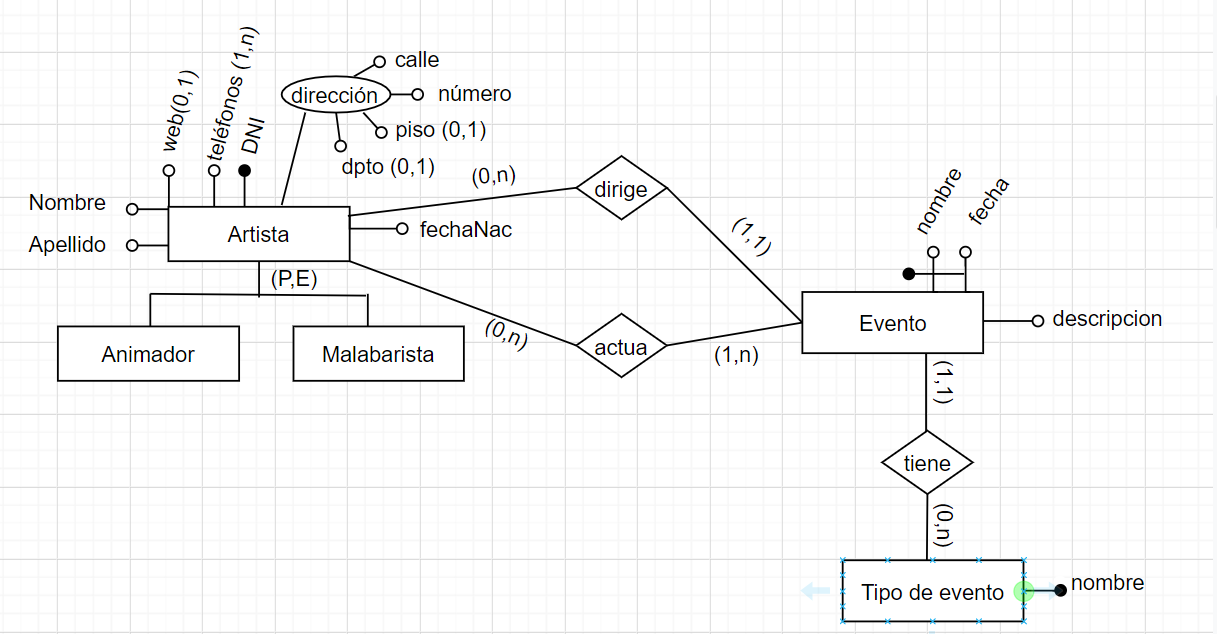 web(0,1)
teléfonos (1,n)
DNI
calle
dirección
número
piso (0,1)
dpto (0,1)
Nombre
Apellido
Artista
fechaNac
(P,E)
Animador
Malabarista
(0,n)
dirige
(1,1)
(0,n)
actua
(1,n)
nombre
fecha
Evento
descripcion
(1,1)
tiene
(0,n)
Tipo de evento
nombre